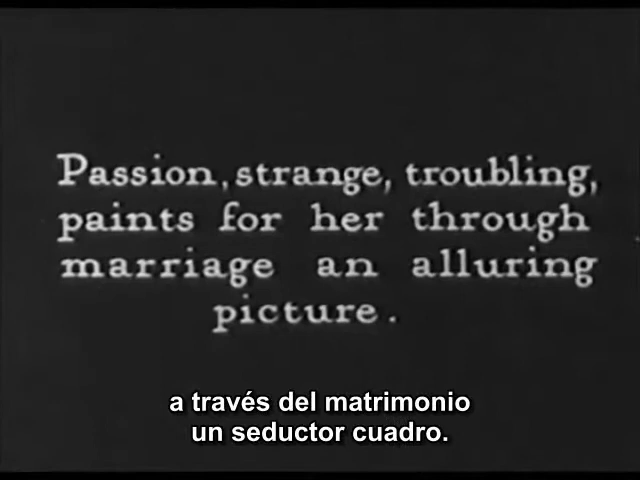 Passion, strange, troubling,
paints for her through
marriage an alluring
picture.
a través del matrimonio
un seductor cuadro.